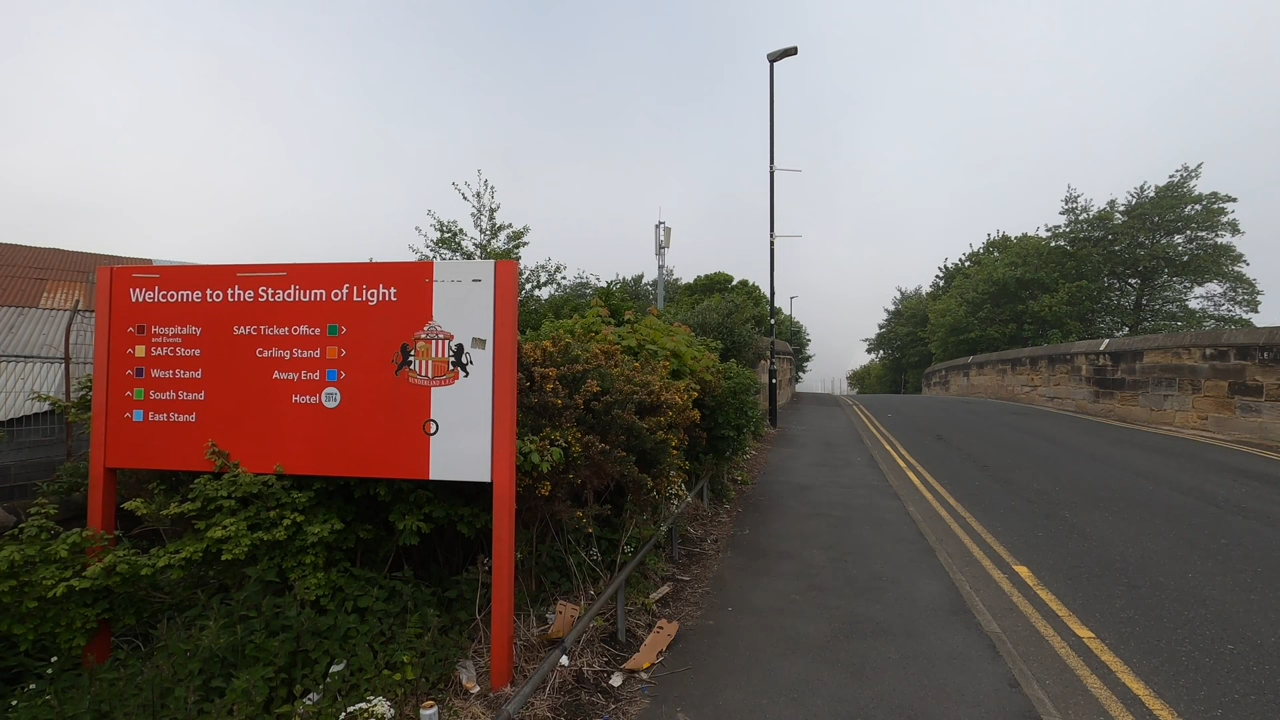 Welcome to the Stadium of Light
Hospitality
and Events
SAFC Store
West Stand
South Stand
East Stand
SAFC Ticket Office
Carling Stand
Away End
Hotel
SUNDERLAND A.F.C.